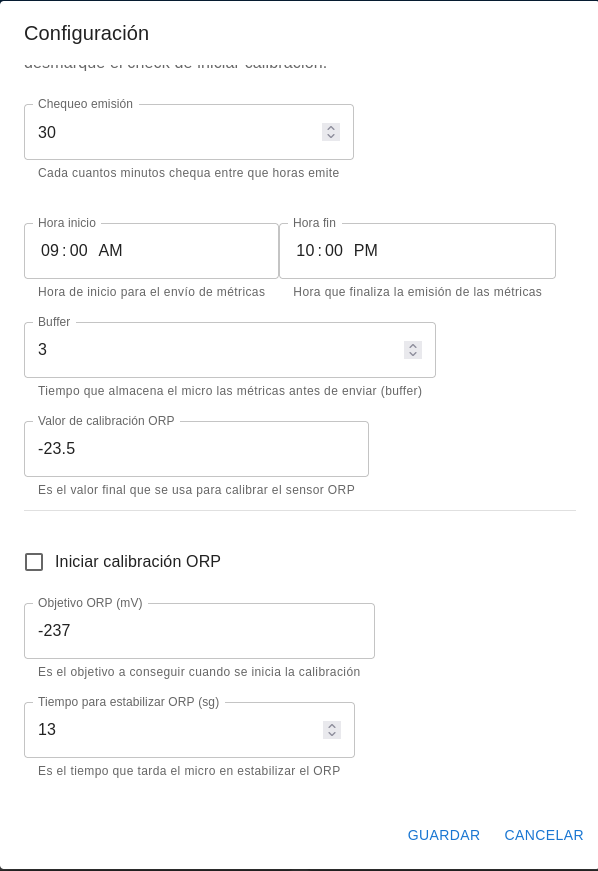 Configuración
desmarque el check de iniciar calibración.
Chequeo emisión
30
Cada cuantos minutos chequa entre que horas emite
Hora inicio
09:00 AM
Hora de inicio para el envío de métricas
Hora fin
10:00 PM
Hora que finaliza la emisión de las métricas
Buffer
3
Tiempo que almacena el micro las métricas antes de enviar (buffer)
Valor de calibración ORP
-23.5
Es el valor final que se usa para calibrar el sensor ORP
Iniciar calibración ORP
Objetivo ORP (mV)
-237
Es el objetivo a conseguir cuando se inicia la calibración
Tiempo para estabilizar ORP (sg)
13
Es el tiempo que tarda el micro en estabilizar el ORP
GUARDAR
CANCELAR